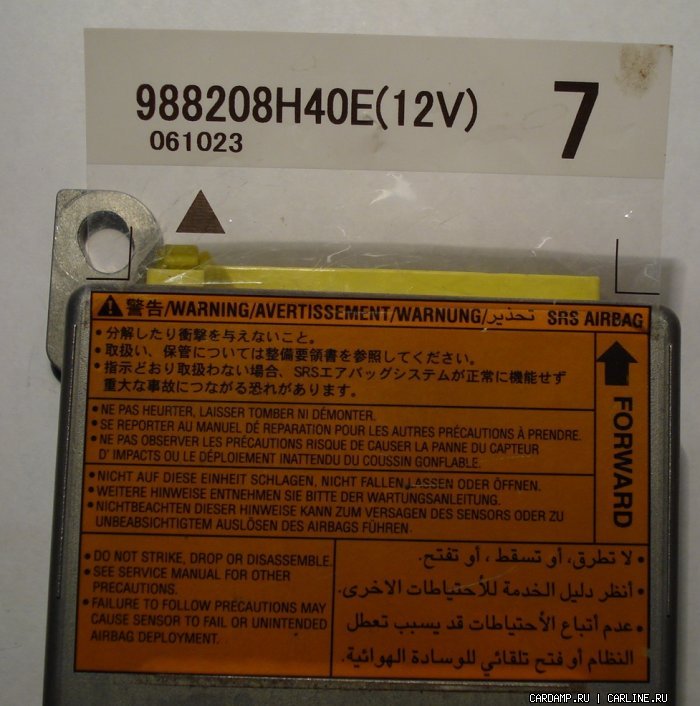 988208H40E(12V)
7
061023
警告/WARNING/AVERTISSEMENT/WARNUNG/تحذير SRS AIRBAG
• 分解したり衝撃を与えないこと。
• 取扱い、保管については整備要領書を参照してください。
• 指示どおり取扱わない場合、SRSエアバッグシステムが正常に機能せず
重大な事故につながる恐れがあります。
FORWARD
• NE PAS HEURTER, LAISSER TOMBER NI DÉMONTER.
• SE REPORTER AU MANUEL DE REPARATION POUR LES AUTRES PRÉCAUTIONS À PRENDRE.
• NE PAS OBSERVER LES PRÉCAUTIONS RISQUE DE CAUSER LA PANNE DU CAPTEUR
D' IMPACTS OU LE DÉPLOIEMENT INATTENDU DU COUSSIN GONFLABLE.
• NICHT AUF DIESE EINHEIT SCHLAGEN, NICHT FALLEN LASSEN ODER ÖFFNEN.
• WEITERE HINWEISE ENTNEHMEN SIE BITTE DER WARTUNGSANLEITUNG.
• NICHTBEACHTEN DIESER HINWEISE KANN ZUM VERSAGEN DES SENSORS ODER ZU
UNBEABSICHTIGTEM AUSLÖSEN DES AIRBAGS FÜHREN.
• DO NOT STRIKE, DROP OR DISASSEMBLE.
• SEE SERVICE MANUAL FOR OTHER
PRECAUTIONS.
• FAILURE TO FOLLOW PRECAUTIONS MAY
CAUSE SENSOR TO FAIL OR UNINTENDED
AIRBAG DEPLOYMENT.
• لا تطرق، أو تسقط ، أو تفتح.
• أنظر دليل الخدمة للأحتياطات الاخرى.
• عدم أتباع الأحتياطات قد يسبب تعطل
النظام أو فتح تلقائي للوسادة الهوائية.
CARDAMP.RU | CARLINE.RU